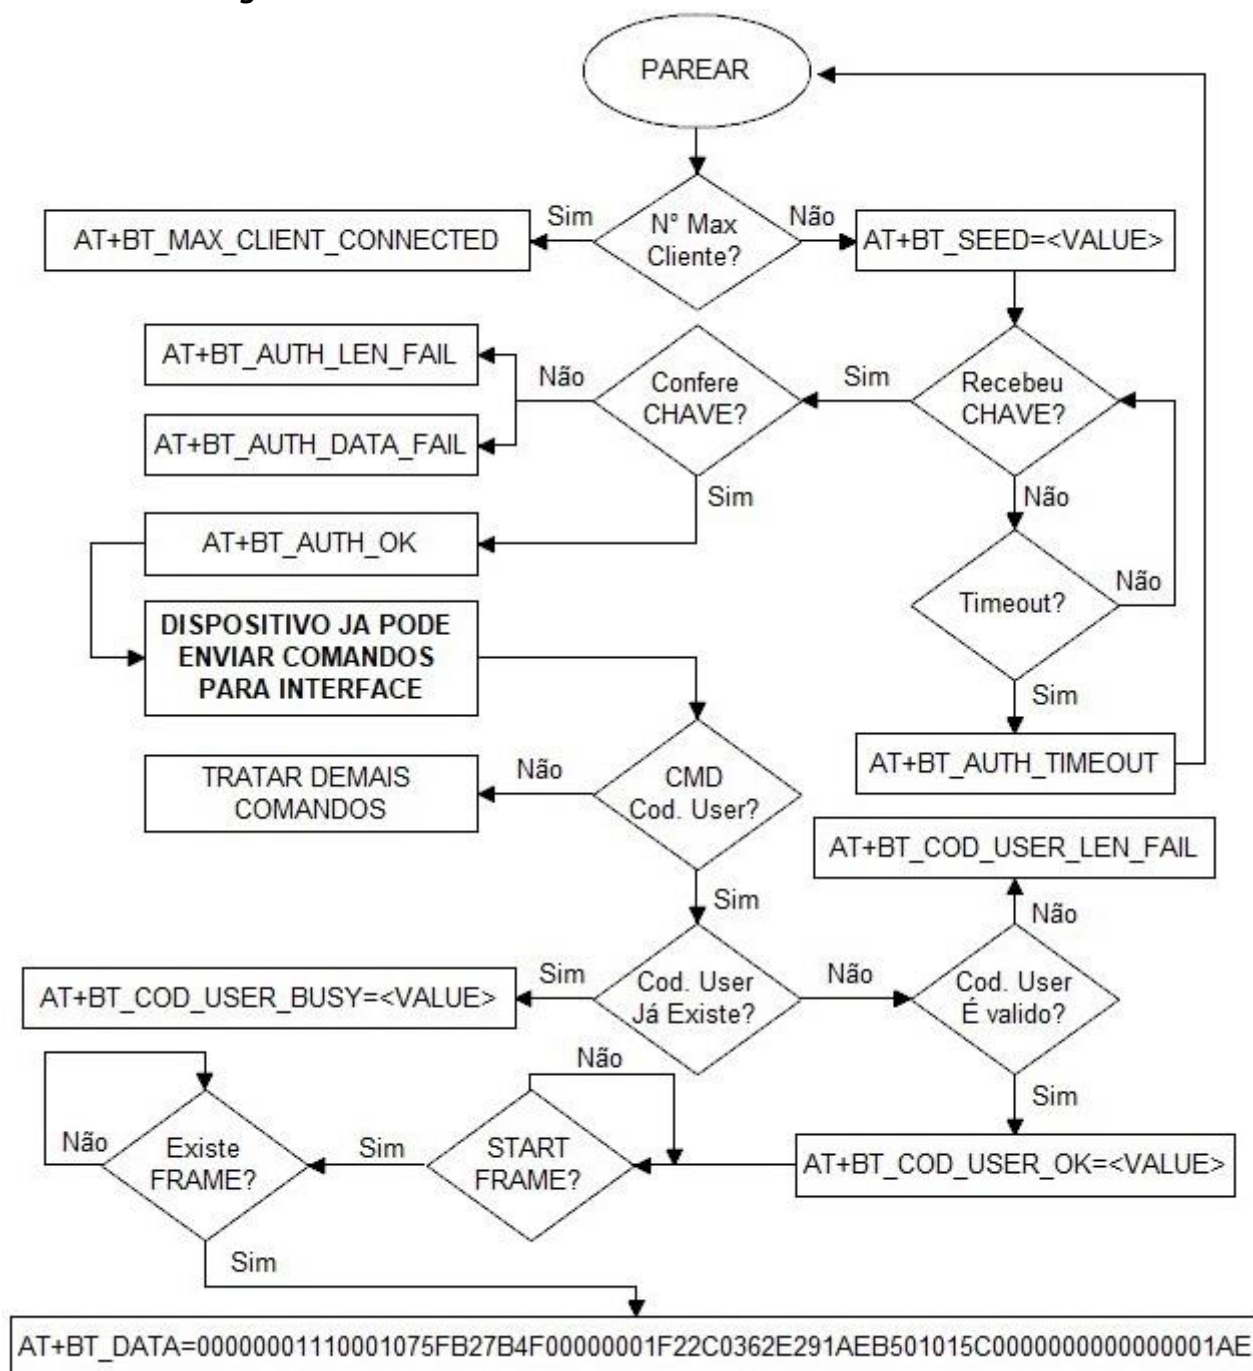 PAREAR
Sim
Nº Max
Cliente?
Não
AT+BT_MAX_CLIENT_CONNECTED
AT+BT_SEED=<VALUE>
AT+BT_AUTH_LEN_FAIL
Não
Confere
CHAVE?
Sim
Recebeu
CHAVE?
AT+BT_AUTH_DATA_FAIL
Sim
Não
AT+BT_AUTH_OK
Timeout?
Não
DISPOSITIVO JA PODE
ENVIAR COMANDOS
PARA INTERFACE
Sim
AT+BT_AUTH_TIMEOUT
TRATAR DEMAIS
COMANDOS
Não
CMD
Cod. User?
AT+BT_COD_USER_LEN_FAIL
Sim
Não
AT+BT_COD_USER_BUSY=<VALUE>
Sim
Cod. User
Já Existe?
Não
Cod. User
É valido?
Não
Sim
Não
Existe
FRAME?
Sim
START
FRAME?
AT+BT_COD_USER_OK=<VALUE>
Sim
AT+BT_DATA=000000011110001075FB27B4F00000001F22C0362E291AEB501015C00000000000000001AE